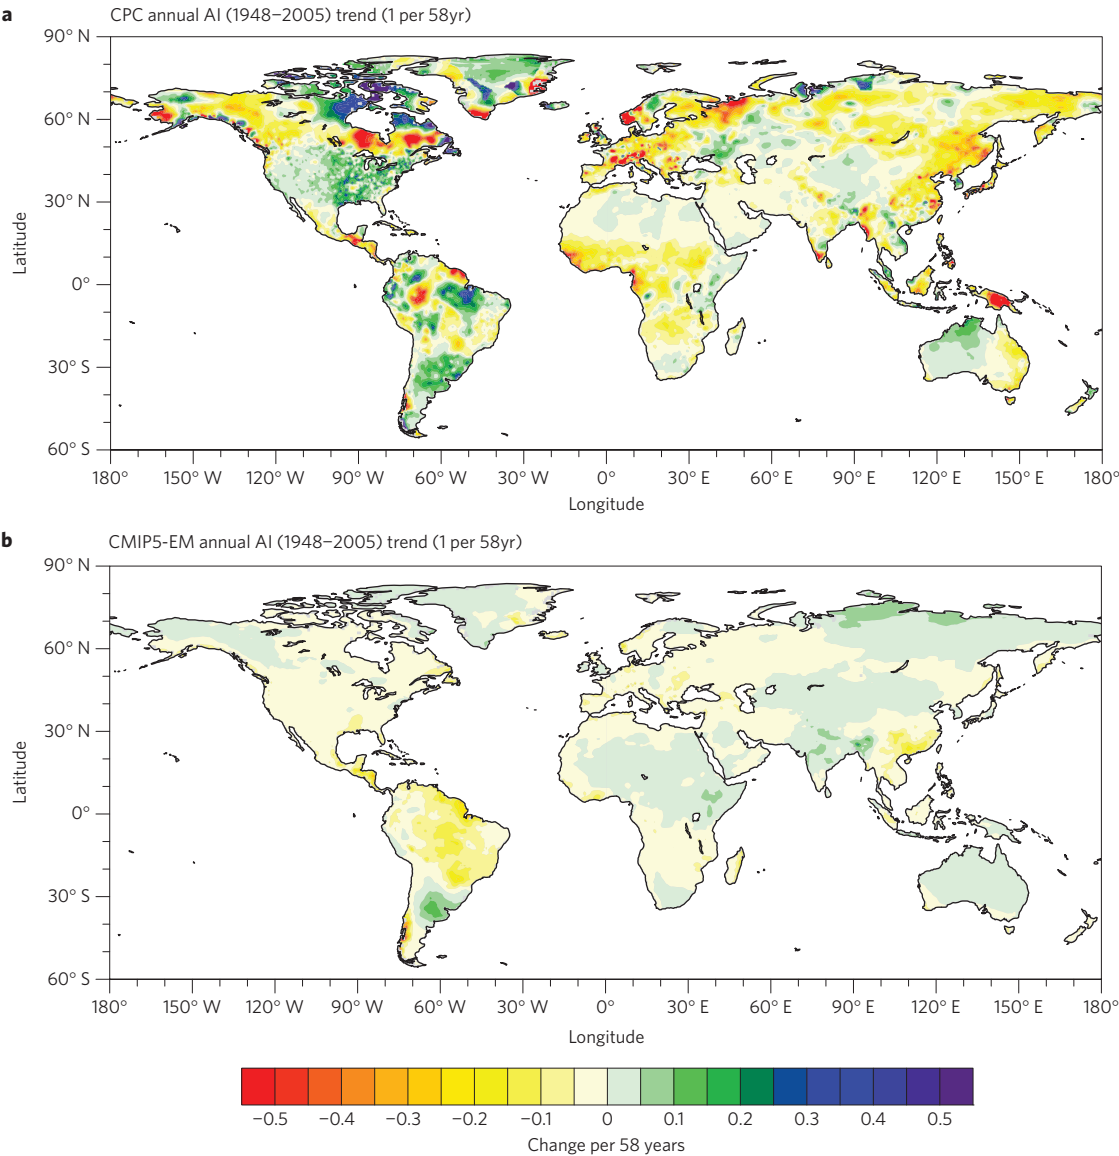 a
CPC annual AI (1948−2005) trend (1 per 58yr)
90° N
60° N
30° N
0°
30° S
60° S
Latitude
180° 150° W 120° W 90° W 60° W 30° W 0° 30° E 60° E 90° E 120° E 150° E 180°
Longitude
b
CMIP5-EM annual AI (1948−2005) trend (1 per 58yr)
90° N
60° N
30° N
0°
30° S
60° S
Latitude
180° 150° W 120° W 90° W 60° W 30° W 0° 30° E 60° E 90° E 120° E 150° E 180°
Longitude
−0.5 −0.4 −0.3 −0.2 −0.1 0 0.1 0.2 0.3 0.4 0.5
Change per 58 years